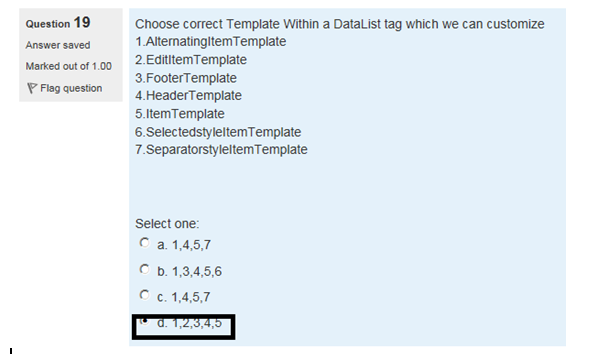 Question 19
Answer saved
Marked out of 1.00
Flag question
Choose correct Template Within a DataList tag which we can customize
1.AlternatingItemTemplate
2.EditItemTemplate
3.FooterTemplate
4.HeaderTemplate
5.ItemTemplate
6.SelectedstyleItemTemplate
7.SeparatorstyleItemTemplate
Select one:
a. 1,4,5,7
b. 1,3,4,5,6
c. 1,4,5,7
d. 1,2,3,4,5